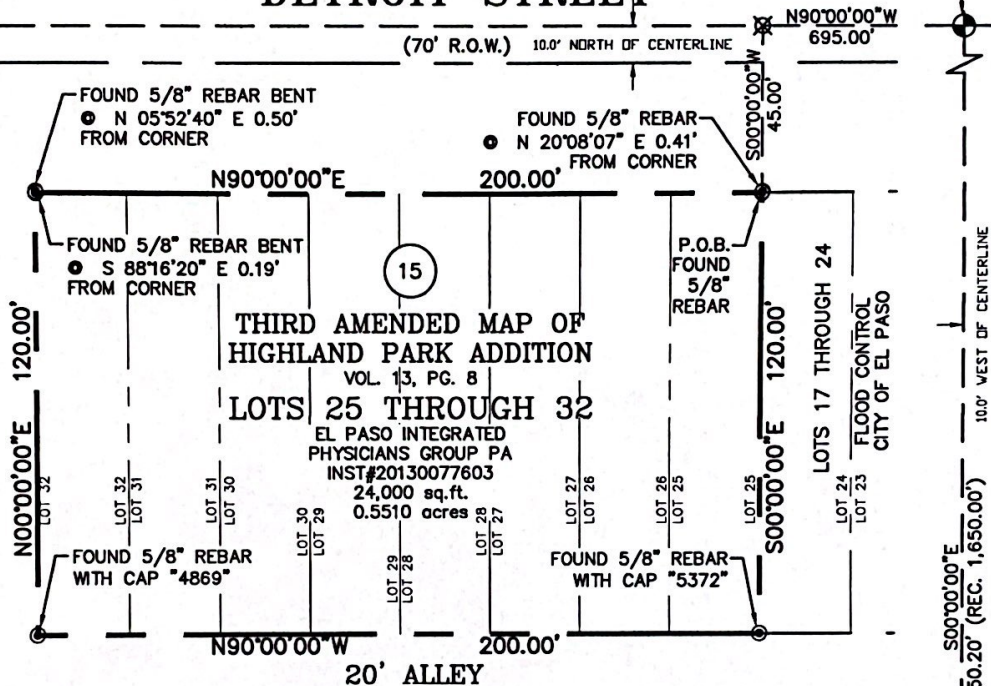 DETROIT STREET
N90°00'00"W
695.00'
(70' R.O.W.)
10.0' NORTH OF CENTERLINE
S00°00'00"W
45.00'
FOUND 5/8" REBAR BENT
@ N 05°52'40" E 0.50'
FROM CORNER
FOUND 5/8" REBAR
@ N 20°08'07" E 0.41'
FROM CORNER
N90°00'00"E
200.00'
FOUND 5/8" REBAR BENT
@ S 88°16'20" E 0.19'
FROM CORNER
15
P.O.B.
FOUND
5/8"
REBAR
THIRD AMENDED MAP OF
HIGHLAND PARK ADDITION
VOL. 13, PG. 8
LOTS 25 THROUGH 32
EL PASO INTEGRATED
PHYSICIANS GROUP PA
INST#20130077603
24,000 sq.ft.
0.5510 acres
N00°00'00"E
120.00'
S00°00'00"E
120.00'
LOTS 17 THROUGH 24
FLOOD CONTROL
CITY OF EL PASO
10.0' WEST OF CENTERLINE
LOT 32
LOT 32
LOT 31
LOT 31
LOT 30
LOT 30
LOT 29
LOT 29
LOT 28
LOT 28
LOT 27
LOT 27
LOT 26
LOT 26
LOT 25
LOT 25
LOT 24
LOT 23
FOUND 5/8" REBAR
WITH CAP "4869"
FOUND 5/8" REBAR
WITH CAP "5372"
N90°00'00"W
200.00'
20' ALLEY
S00°00'00"E
50.20' (REC. 1,650.00')